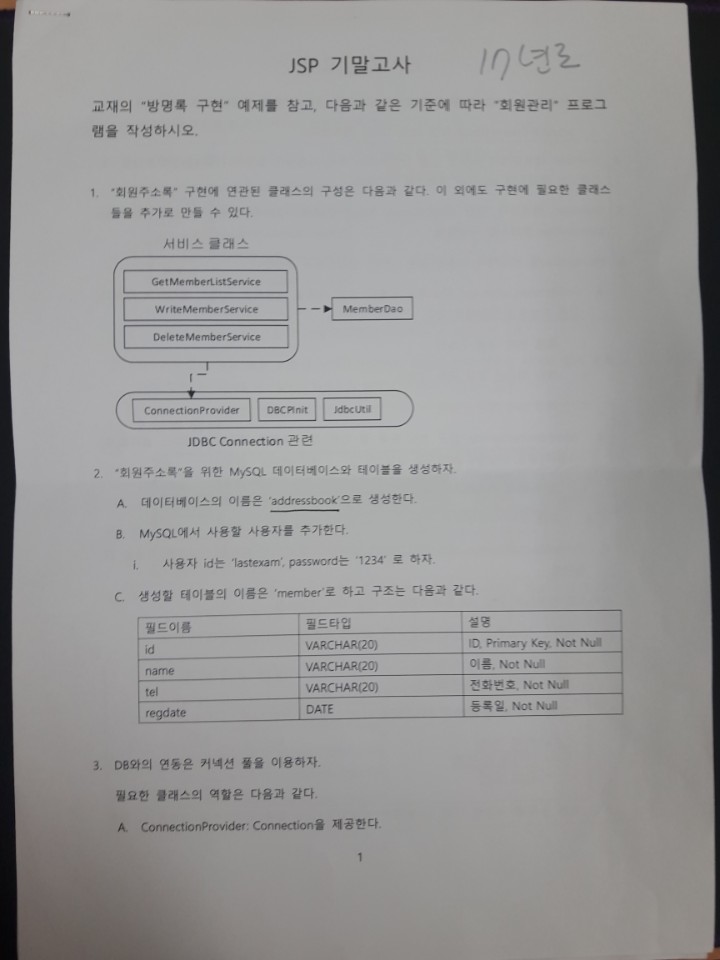 JSP 기말고사
17년도
교재의 "방명록 구현" 예제를 참고, 다음과 같은 기준에 따라 "회원관리" 프로그
램을 작성하시오.
1. "회원주소록" 구현에 연관된 클래스의 구성은 다음과 같다. 이 외에도 구현에 필요한 클래스
들을 추가로 만들 수 있다.
서비스 클래스
GetMemberListService
WriteMemberService
MemberDao
DeleteMemberService
ConnectionProvider DBCPInit JdbcUtil
JDBC Connection 관련
2. "회원주소록"을 위한 MySQL 데이터베이스와 테이블을 생성하자.
A. 데이터베이스의 이름은 'addressbook'으로 생성한다.
B. MySQL에서 사용할 사용자를 추가한다.
i. 사용자 id는 'lastexam', password는 '1234' 로 하자.
C. 생성할 테이블의 이름은 'member'로 하고 구조는 다음과 같다.
필드이름 필드타입 설명
id VARCHAR(20) ID, Primary Key, Not Null
name VARCHAR(20) 이름, Not Null
tel VARCHAR(20) 전화번호, Not Null
regdate DATE 등록일, Not Null
3. DB와의 연동은 커넥션 풀을 이용하자.
필요한 클래스의 역할은 다음과 같다.
A. ConnectionProvider: Connection을 제공한다.
1